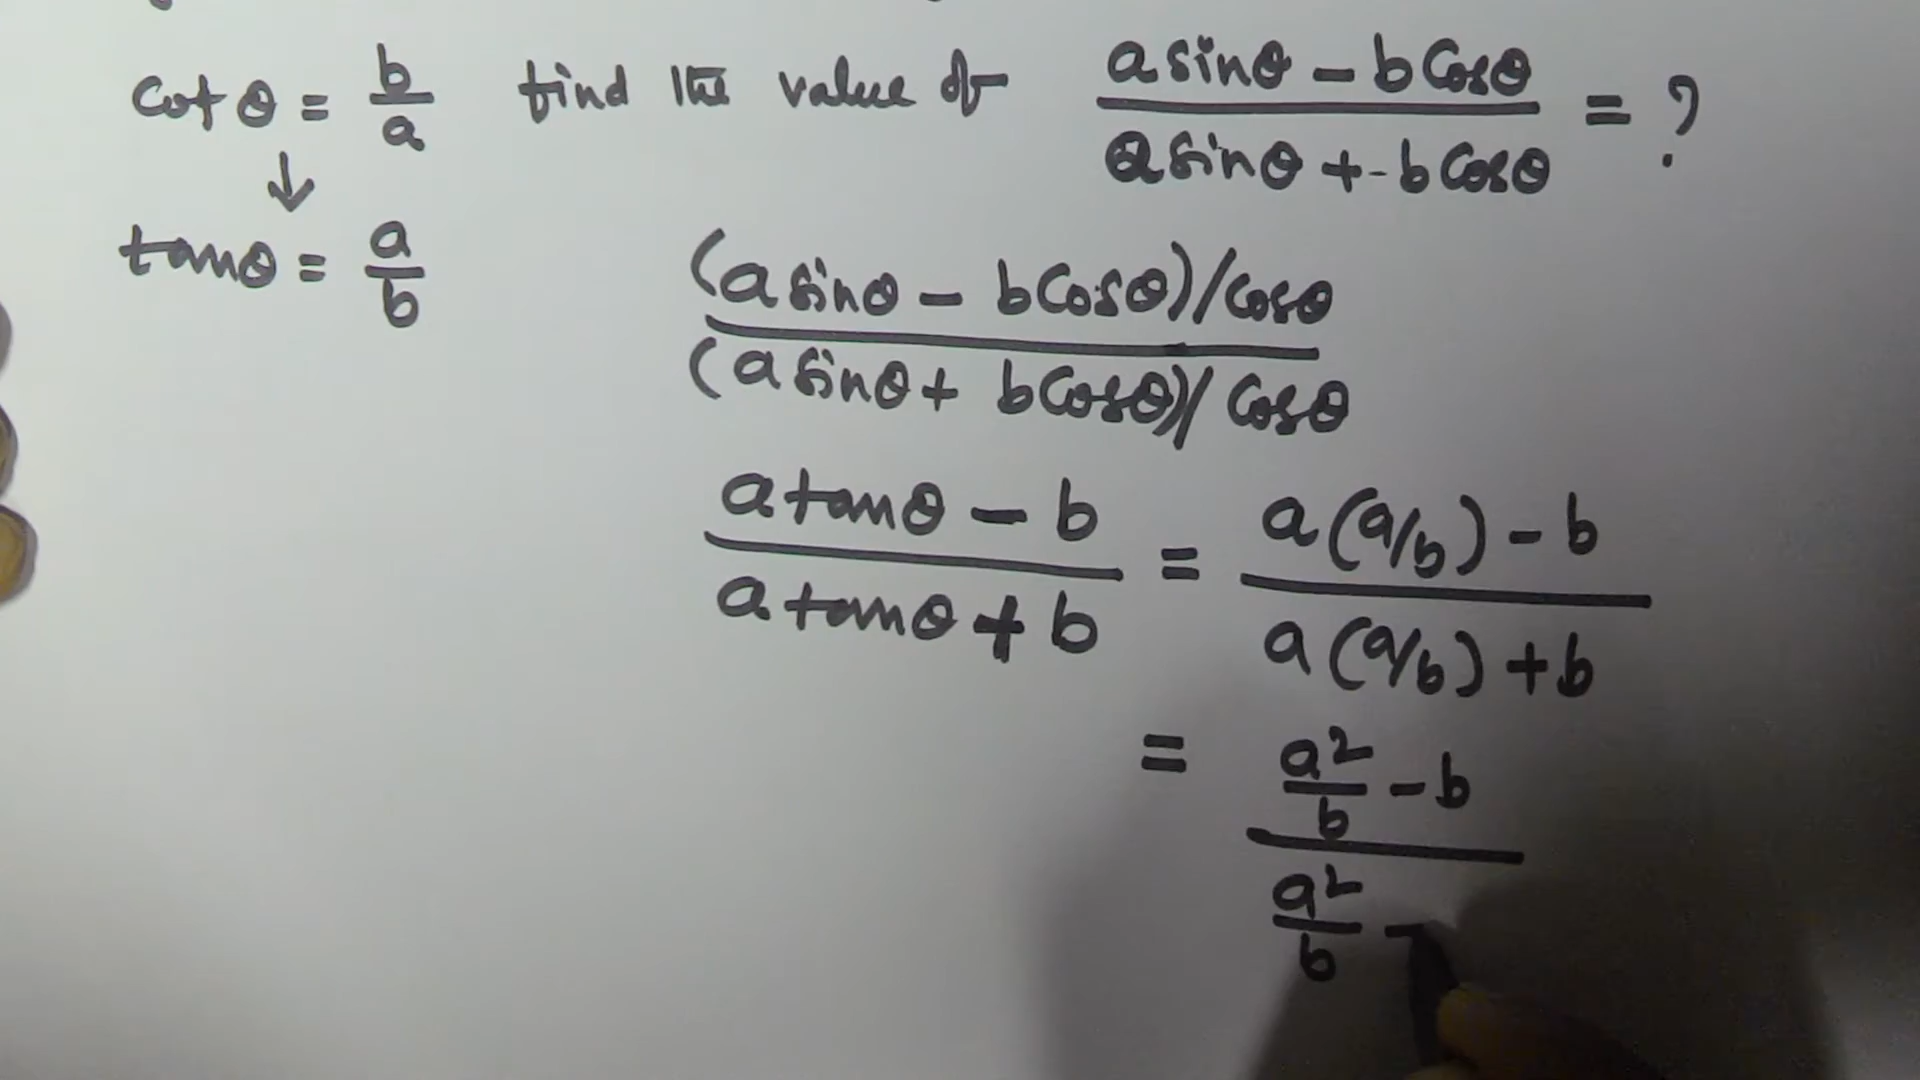 Cot θ = b/a find the value of (a sinθ - b Cosθ)/(a sinθ + b Cosθ) = ?
↓
tanθ = a/b
(a sinθ - b Cosθ)/cosθ
(a sinθ + b Cosθ)/Cosθ
(a tanθ - b)/(a tanθ + b) = (a(a/b) - b)/(a(a/b) + b)
= a²/b - b
a²/b -